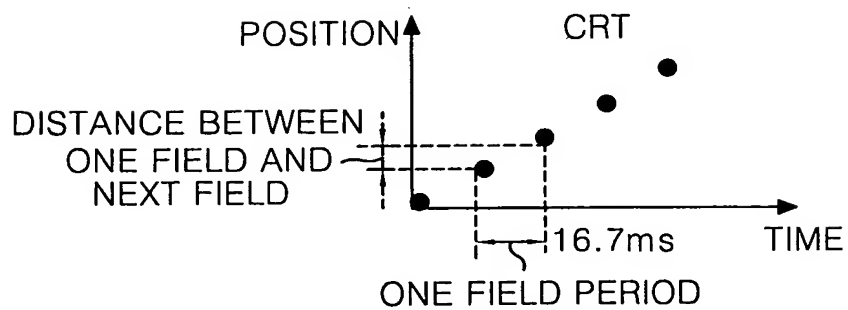 POSITION
CRT
DISTANCE BETWEEN
ONE FIELD AND
NEXT FIELD
16.7ms
TIME
ONE FIELD PERIOD